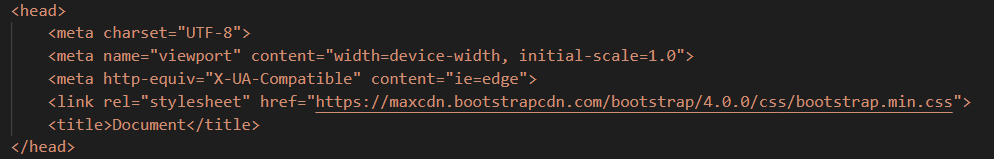 <head>
<meta charset="UTF-8">
<meta name="viewport" content="width=device-width, initial-scale=1.0">
<meta http-equiv="X-UA-Compatible" content="ie=edge">
<link rel="stylesheet" href="https://maxcdn.bootstrapcdn.com/bootstrap/4.0.0/css/bootstrap.min.css">
<title>Document</title>
</head>